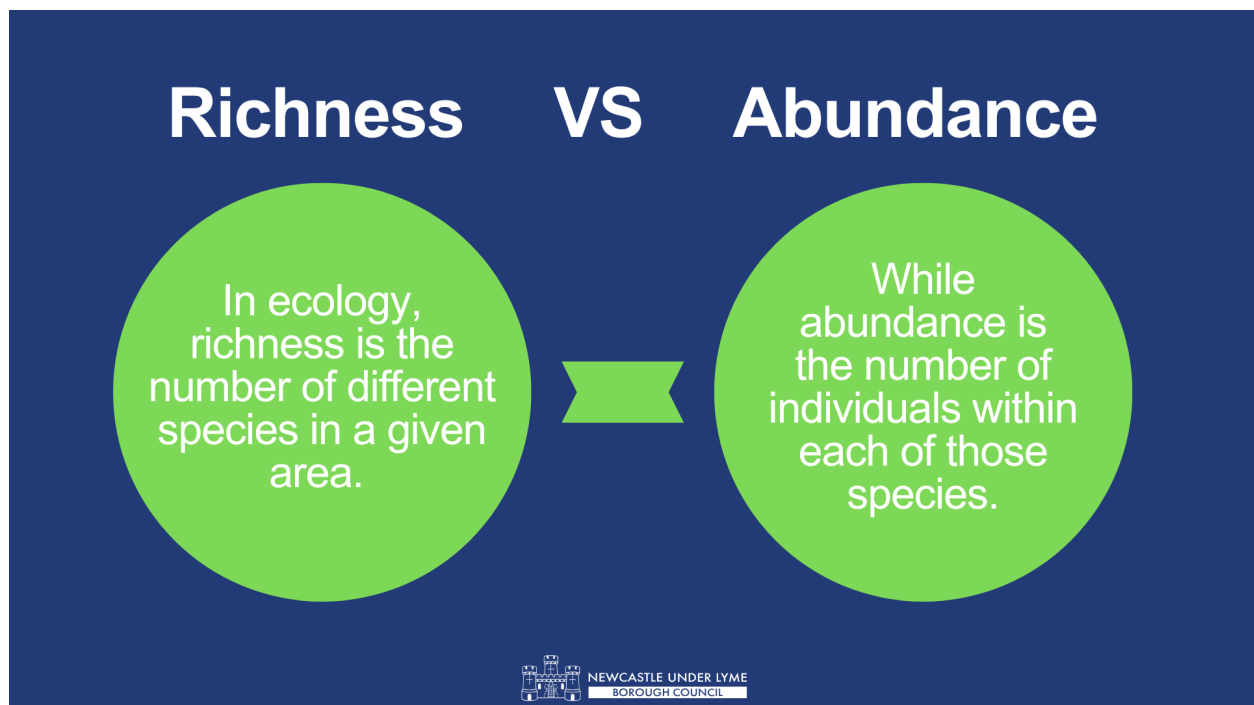 Richness VS Abundance
In ecology,
richness is the
number of different
species in a given
area.
While
abundance is
the number of
individuals within
each of those
species.
NEWCASTLE UNDER LYME
BOROUGH COUNCIL